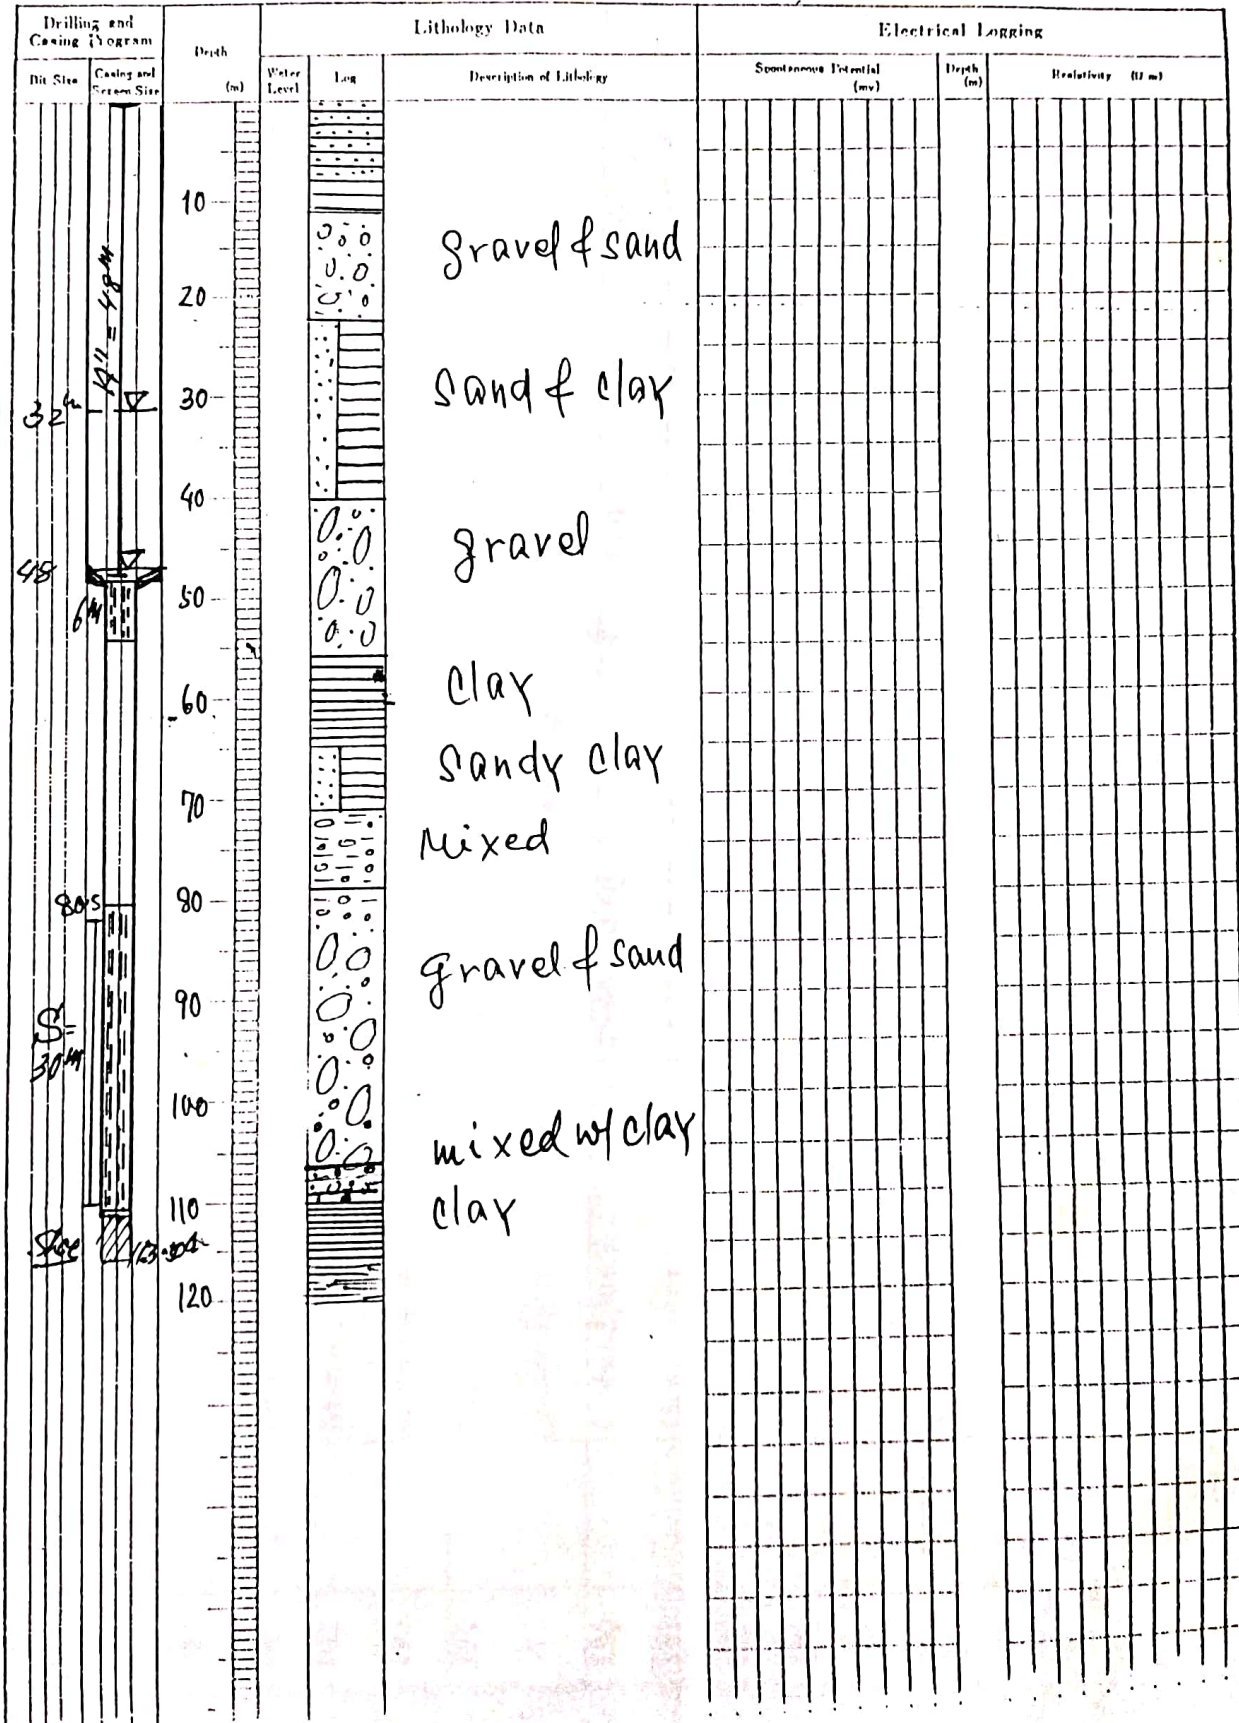 Drilling and
Casing Program
Depth
(m)
Lithology Data
Electrical Logging
Bit Size
Casing and
Screen Size
Water
Level
Log
Description of Lithology
Spontaneous Potential
(mv)
Depth
(m)
Resistivity (Ω m)
10
gravel & sand
20
14" = 48M
sand & clay
30
32m
40
gravel
48
50
6M
clay
60
sandy clay
70
Mixed
80
80.5
gravel & sand
90
S=
30M
100
mixed w/ clay
110
clay
120